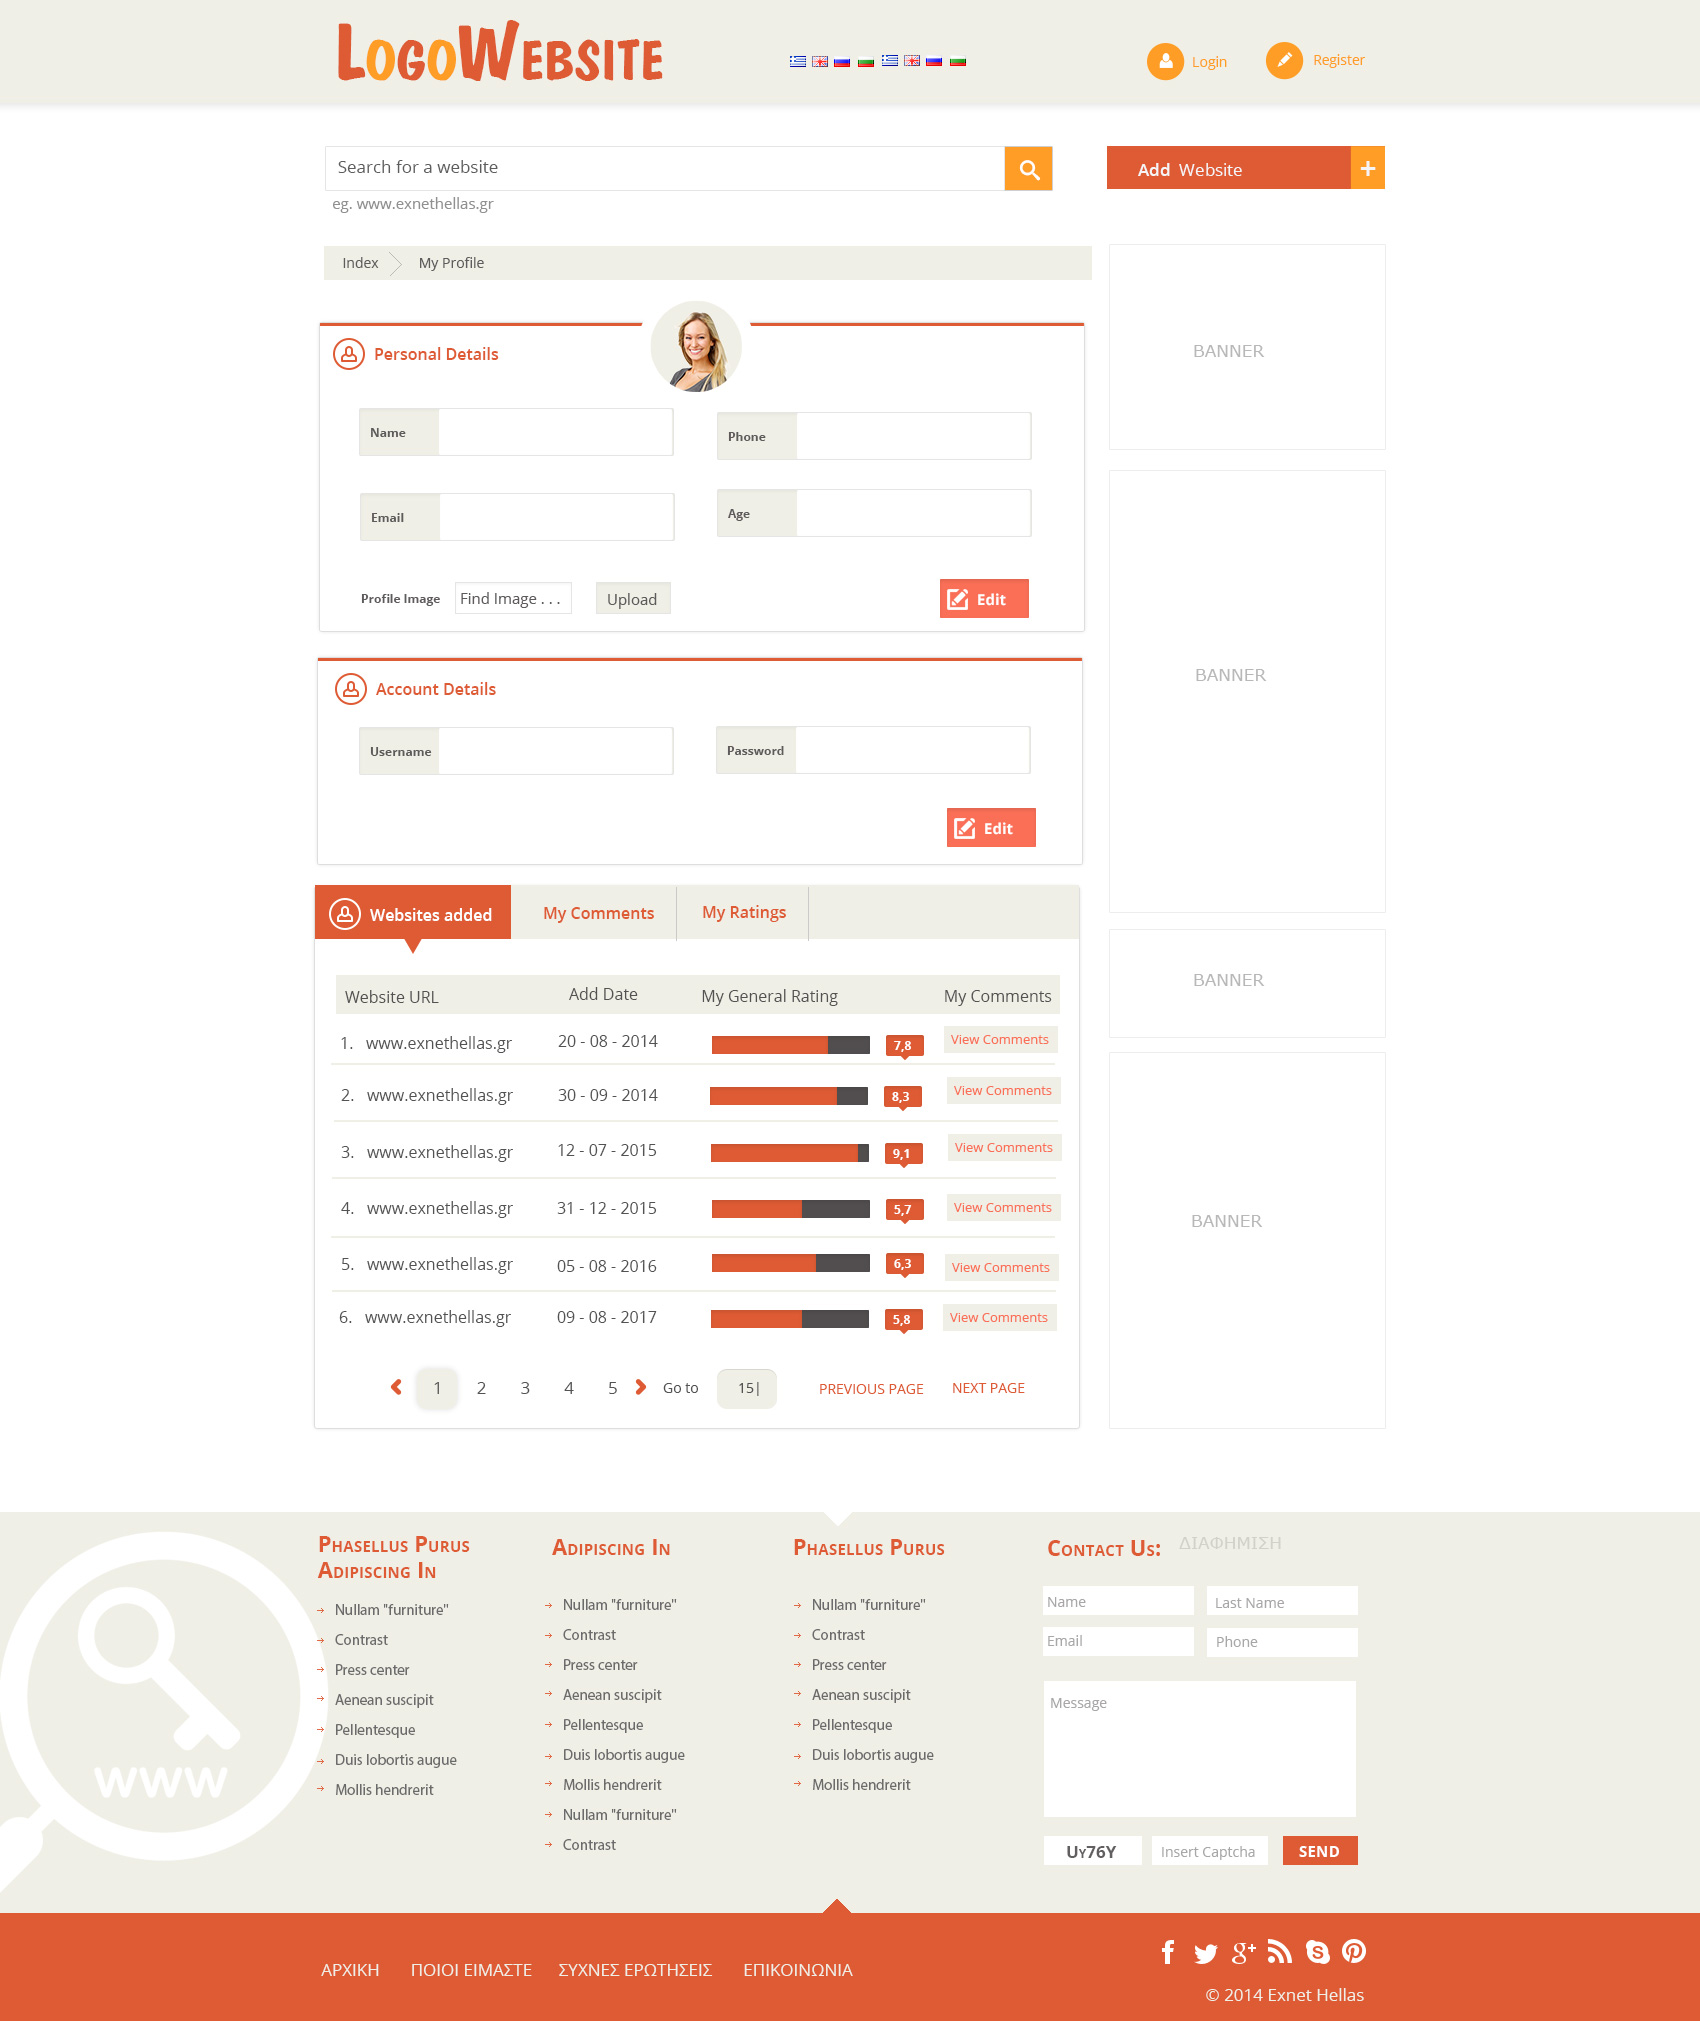 LogoWebsite
Login
Register
Search for a website
Add Website +
eg. www.exnethellas.gr
Index
My Profile
BANNER
Personal Details
Name
Phone
Email
Age
Profile Image
Find Image . . .
Upload
Edit
BANNER
Account Details
Username
Password
Edit
Websites added
My Comments
My Ratings
BANNER
Website URL
Add Date
My General Rating
My Comments
1. www.exnethellas.gr 20 - 08 - 2014 7,8 View Comments
2. www.exnethellas.gr 30 - 09 - 2014 8,3 View Comments
3. www.exnethellas.gr 12 - 07 - 2015 9,1 View Comments
4. www.exnethellas.gr 31 - 12 - 2015 5,7 View Comments
BANNER
5. www.exnethellas.gr 05 - 08 - 2016 6,3 View Comments
6. www.exnethellas.gr 09 - 08 - 2017 5,8 View Comments
1 2 3 4 5 Go to 15| PREVIOUS PAGE NEXT PAGE
www
Phasellus Purus
Adipiscing In
Nullam "furniture"
Contrast
Press center
Aenean suscipit
Pellentesque
Duis lobortis augue
Mollis hendrerit
Adipiscing In
Nullam "furniture"
Contrast
Press center
Aenean suscipit
Pellentesque
Duis lobortis augue
Mollis hendrerit
Nullam "furniture"
Contrast
Phasellus Purus
Nullam "furniture"
Contrast
Press center
Aenean suscipit
Pellentesque
Duis lobortis augue
Mollis hendrerit
Contact Us:
ΔΙΑΦΗΜΙΣΗ
Name
Last Name
Email
Phone
Message
Uy76Y
Insert Captcha
SEND
ΑΡΧΙΚΗ
ΠΟΙΟΙ ΕΙΜΑΣΤΕ
ΣΥΧΝΕΣ ΕΡΩΤΗΣΕΙΣ
ΕΠΙΚΟΙΝΩΝΙΑ
© 2014 Exnet Hellas